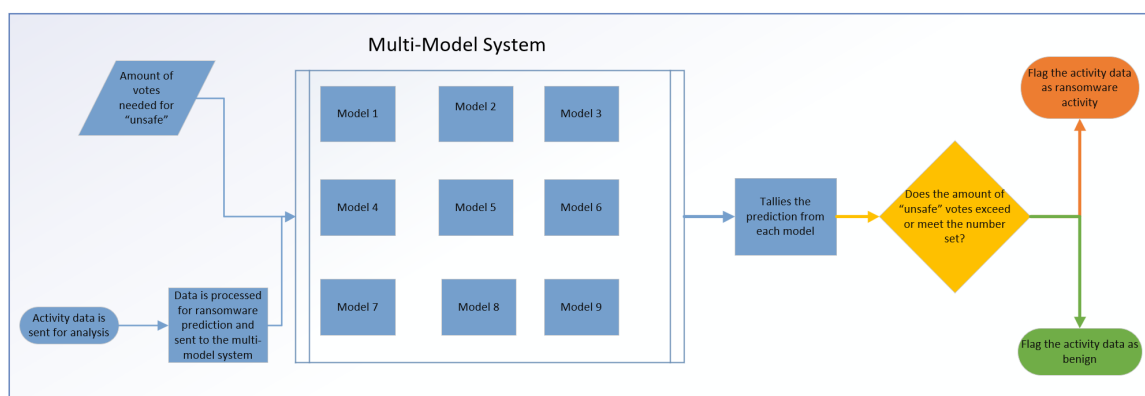 Multi-Model System
Amount of
votes
needed for
“unsafe”
Activity data is
sent for analysis
Data is processed
for ransomware
prediction and
sent to the multi-
model system
Model 1
Model 2
Model 3
Model 4
Model 5
Model 6
Model 7
Model 8
Model 9
Tallies the
prediction from
each model
Does the amount of
“unsafe” votes exceed
or meet the number
set?
Flag the activity data
as ransomware
activity
Flag the activity data as
benign